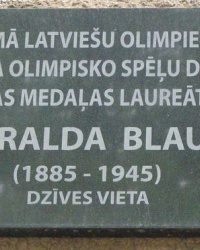 MĀ LATVIEŠU OLIMPIE
A OLIMPISKO SPĒĻU D
AS MEDAĻAS LAUREĀT
RALDA BLAU
(1885 - 1945)
DZĪVES VIETA